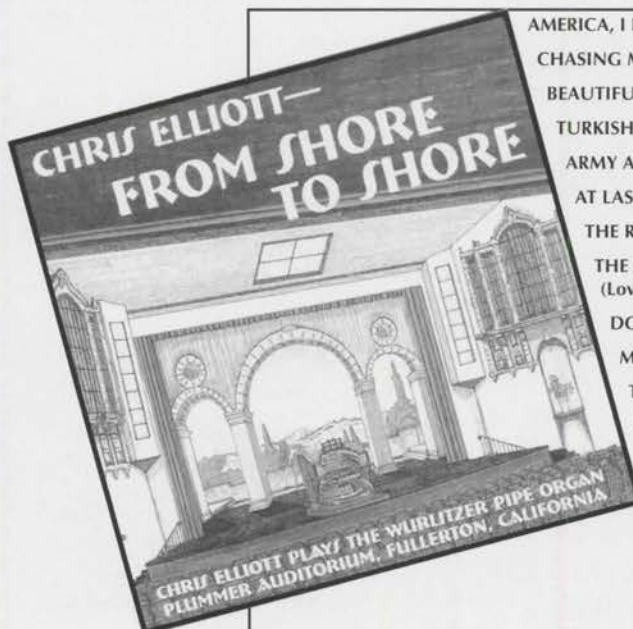 CHRIS ELLIOTT—
FROM SHORE
TO SHORE
CHRIS ELLIOTT PLAYS THE WURLITZER PIPE ORGAN
PLUMMER AUDITORIUM, FULLERTON, CALIFORNIA
AMERICA, I
CHASING M
BEAUTIFU
TURKISH
ARMY A
AT LAS
THE R
THE
(Lov
DO
M
T